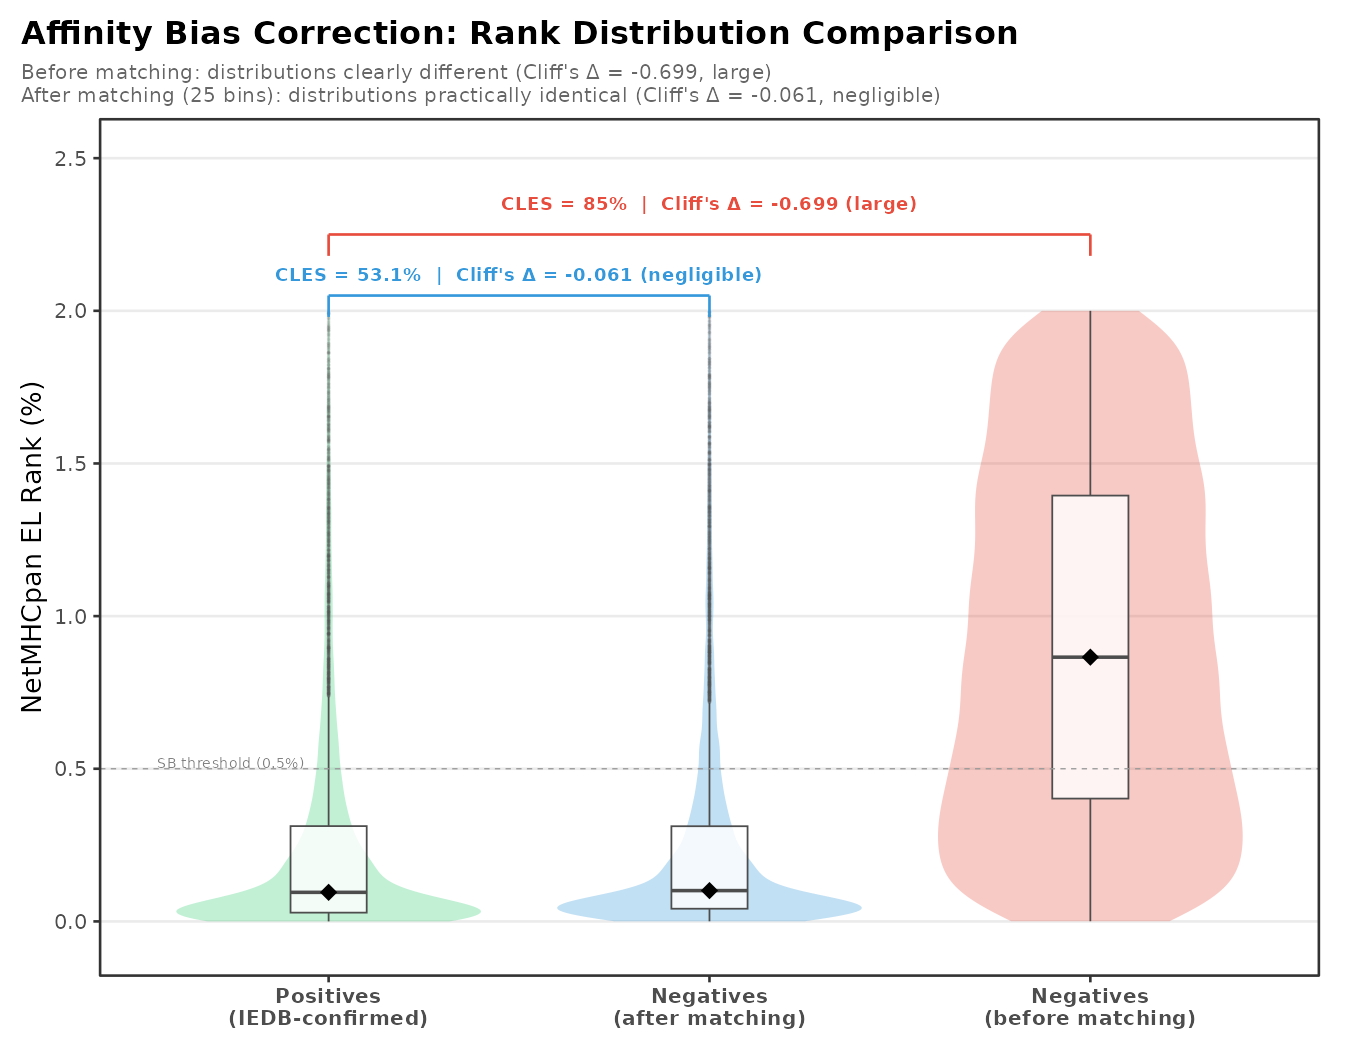 Affinity Bias Correction: Rank Distribution Comparison
Before matching: distributions clearly different (Cliff's Δ = -0.699, large)
After matching (25 bins): distributions practically identical (Cliff's Δ = -0.061, negligible)
2.5
CLES = 85%  |  Cliff's Δ = -0.699 (large)
CLES = 53.1%  |  Cliff's Δ = -0.061 (negligible)
2.0
1.5
NetMHCpan EL Rank (%)
1.0
SB threshold (0.5%)
0.5
0.0
Positives
(IEDB-confirmed)
Negatives
(after matching)
Negatives
(before matching)